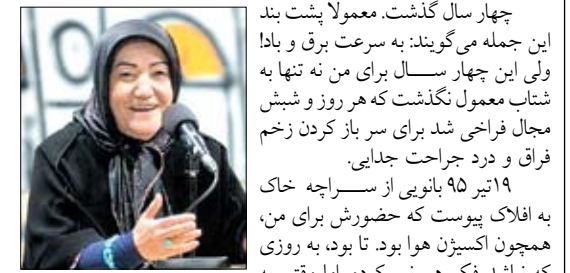 چهار سال گذشت. معمولاً پشت بند
این جمله می‌گویند: به سرعت برق و باد!
ولی این چهار ســـال برای من نه تنها به
شتاب معمول نگذشت که هر روز و شبش
مجال فراخی شد برای سر باز کردن زخم
فراق و درد جراحت جدایی.
۱۹تیر ۹۵ بانویی از ســـراچه خاک
به افلاک پیوست که حضورش برای من،
همچون اکسیژن هوا بود. تا بود، به روزی